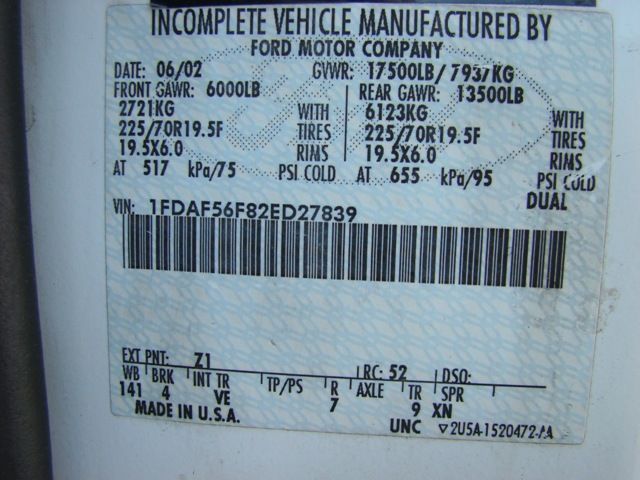 INCOMPLETE VEHICLE MANUFACTURED BY
FORD MOTOR COMPANY
DATE: 06/02 GVWR: 17500LB/ 7937KG
FRONT GAWR: 6000LB REAR GAWR: 13500LB
2721KG WITH 6123KG WITH
225/70R19.5F TIRES 225/70R19.5F TIRES
19.5X6.0 RIMS 19.5X6.0 RIMS
AT 517 kPa/75 PSI COLD AT 655 kPa/95 PSI COLD
DUAL
VIN: 1FDAF56F82ED27839
EXT PNT: Z1 RC: 52 DSO:
WB BRK INT TR TP/PS R AXLE TR SPR
141 4 VE 7 9 XN
MADE IN U.S.A. UNC ▽2U5A-1520472-AA